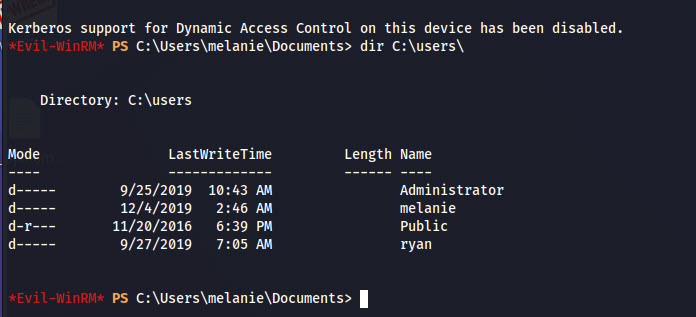 Kerberos support for Dynamic Access Control on this device has been disabled.
*Evil-WinRM* PS C:\Users\melanie\Documents> dir C:\users\
Directory: C:\users
Mode LastWriteTime Length Name
---- ------------- ------ ----
d----- 9/25/2019 10:43 AM Administrator
d----- 12/4/2019 2:46 AM melanie
d-r--- 11/20/2016 6:39 PM Public
d----- 9/27/2019 7:05 AM ryan
*Evil-WinRM* PS C:\Users\melanie\Documents>